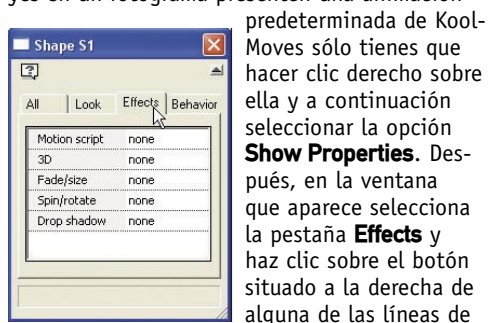 yes en un fotograma presenten una animación
predeterminada de Kool-
Moves sólo tienes que
hacer clic derecho sobre
ella y a continuación
seleccionar la opción
Show Properties. Des-
pués, en la ventana
que aparece selecciona
la pestaña Effects y
haz clic sobre el botón
situado a la derecha de
alguna de las líneas de
Shape S1
All Look Effects Behavior
Motion script none
3D none
Fade/size none
Spin/rotate none
Drop shadow none